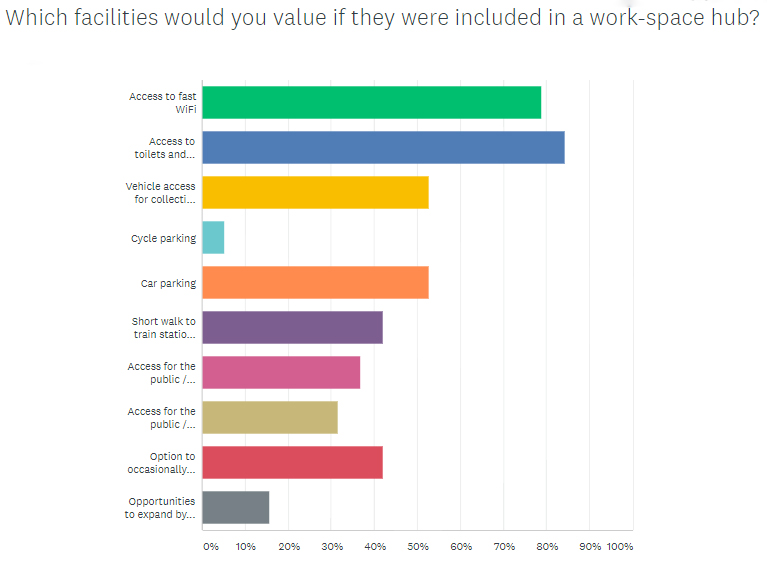 Which facilities would you value if they were included in a work-space hub?
Access to fast
WiFi
Access to
toilets and...
Vehicle access
for collecti...
Cycle parking
Car parking
Short walk to
train statio...
Access for the
public /...
Access for the
public /...
Option to
occasionally...
Opportunities
to expand by...
0% 10% 20% 30% 40% 50% 60% 70% 80% 90% 100%